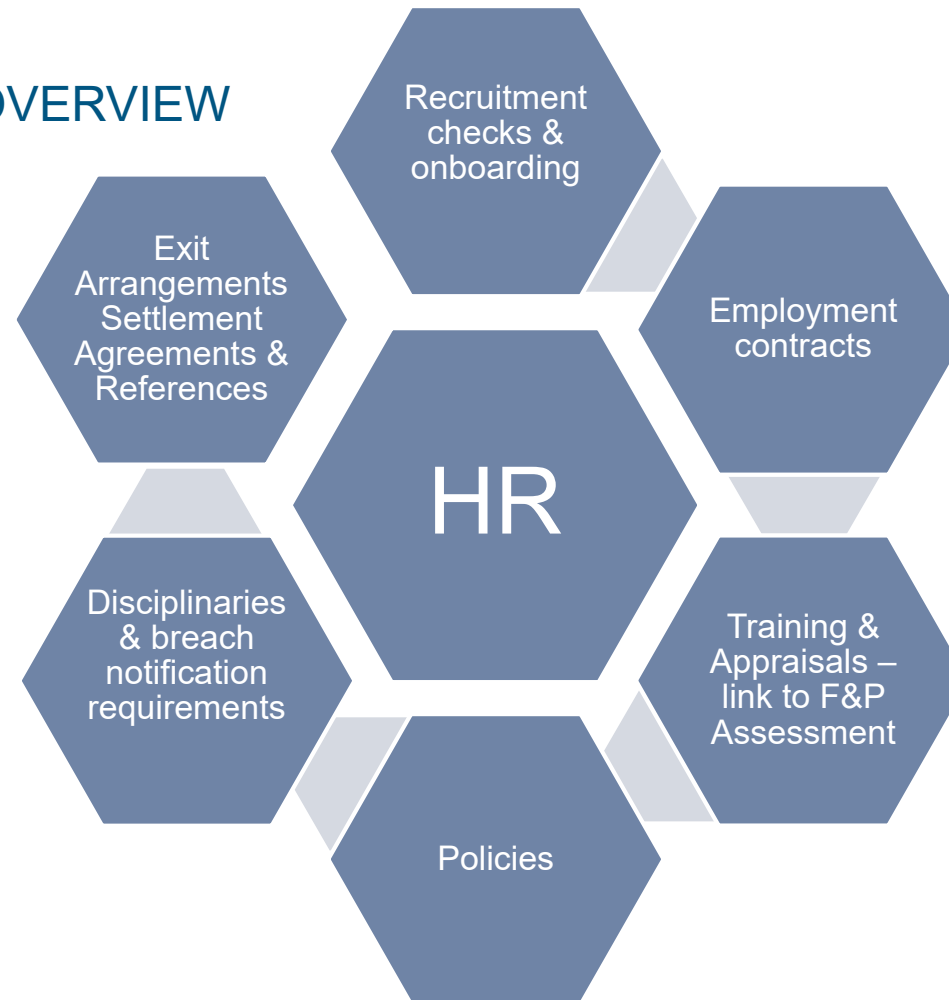 OVERVIEW
Recruitment
checks &
onboarding
Exit
Arrangements
Settlement
Agreements &
References
Employment
contracts
HR
Disciplinaries
& breach
notification
requirements
Training &
Appraisals –
link to F&P
Assessment
Policies